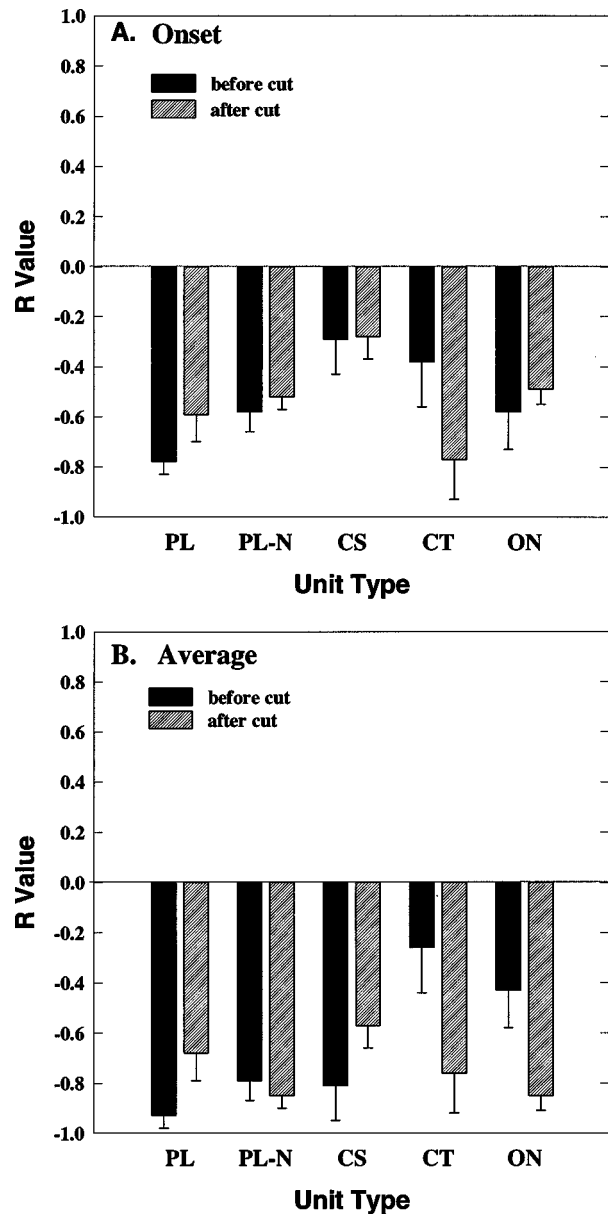 A. Onset
before cut
after cut
1.0
0.8
0.6
0.4
0.2
0.0
-0.2
-0.4
-0.6
-0.8
-1.0
R Value
PL PL-N CS CT ON
Unit Type
B. Average
before cut
after cut
1.0
0.8
0.6
0.4
0.2
0.0
-0.2
-0.4
-0.6
-0.8
-1.0
R Value
PL PL-N CS CT ON
Unit Type